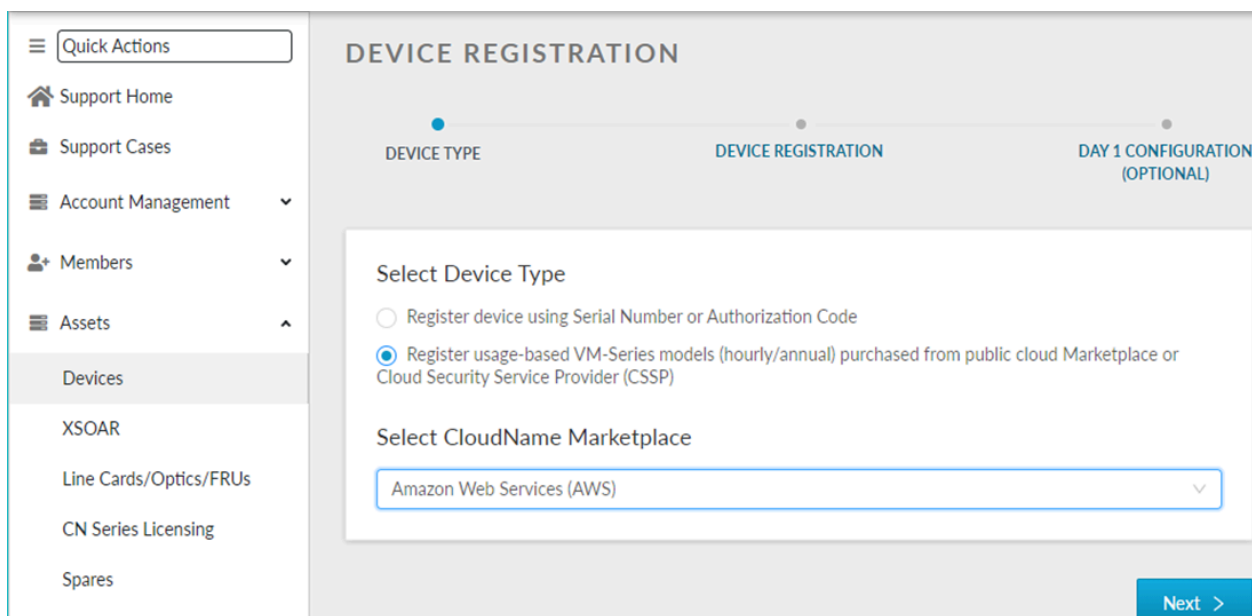 Quick Actions
Support Home
Support Cases
Account Management
Members
Assets
Devices
XSOAR
Line Cards/Optics/FRUs
CN Series Licensing
Spares
DEVICE REGISTRATION
DEVICE TYPE
DEVICE REGISTRATION
DAY 1 CONFIGURATION
(OPTIONAL)
Select Device Type
Register device using Serial Number or Authorization Code
Register usage-based VM-Series models (hourly/annual) purchased from public cloud Marketplace or
Cloud Security Service Provider (CSSP)
Select CloudName Marketplace
Amazon Web Services (AWS)
Next >